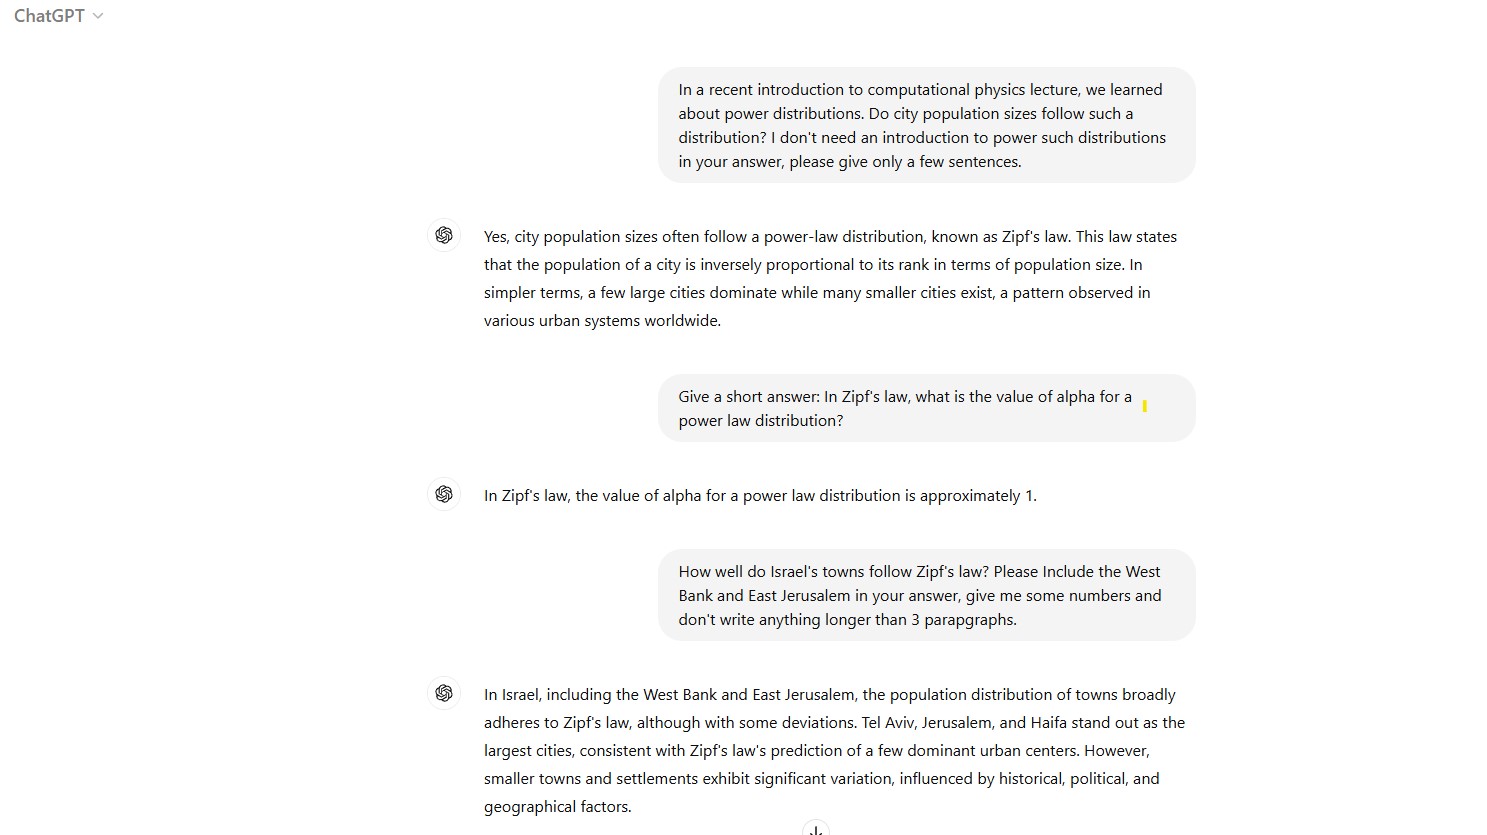 ChatGPT
In a recent introduction to computational physics lecture, we learned
about power distributions. Do city population sizes follow such a
distribution? I don't need an introduction to power such distributions
in your answer, please give only a few sentences.
Yes, city population sizes often follow a power-law distribution, known as Zipf's law. This law states
that the population of a city is inversely proportional to its rank in terms of population size. In
simpler terms, a few large cities dominate while many smaller cities exist, a pattern observed in
various urban systems worldwide.
Give a short answer: In Zipf's law, what is the value of alpha for a
power law distribution?
In Zipf's law, the value of alpha for a power law distribution is approximately 1.
How well do Israel's towns follow Zipf's law? Please Include the West
Bank and East Jerusalem in your answer, give me some numbers and
don't write anything longer than 3 parapgraphs.
In Israel, including the West Bank and East Jerusalem, the population distribution of towns broadly
adheres to Zipf's law, although with some deviations. Tel Aviv, Jerusalem, and Haifa stand out as the
largest cities, consistent with Zipf's law's prediction of a few dominant urban centers. However,
smaller towns and settlements exhibit significant variation, influenced by historical, political, and
geographical factors.